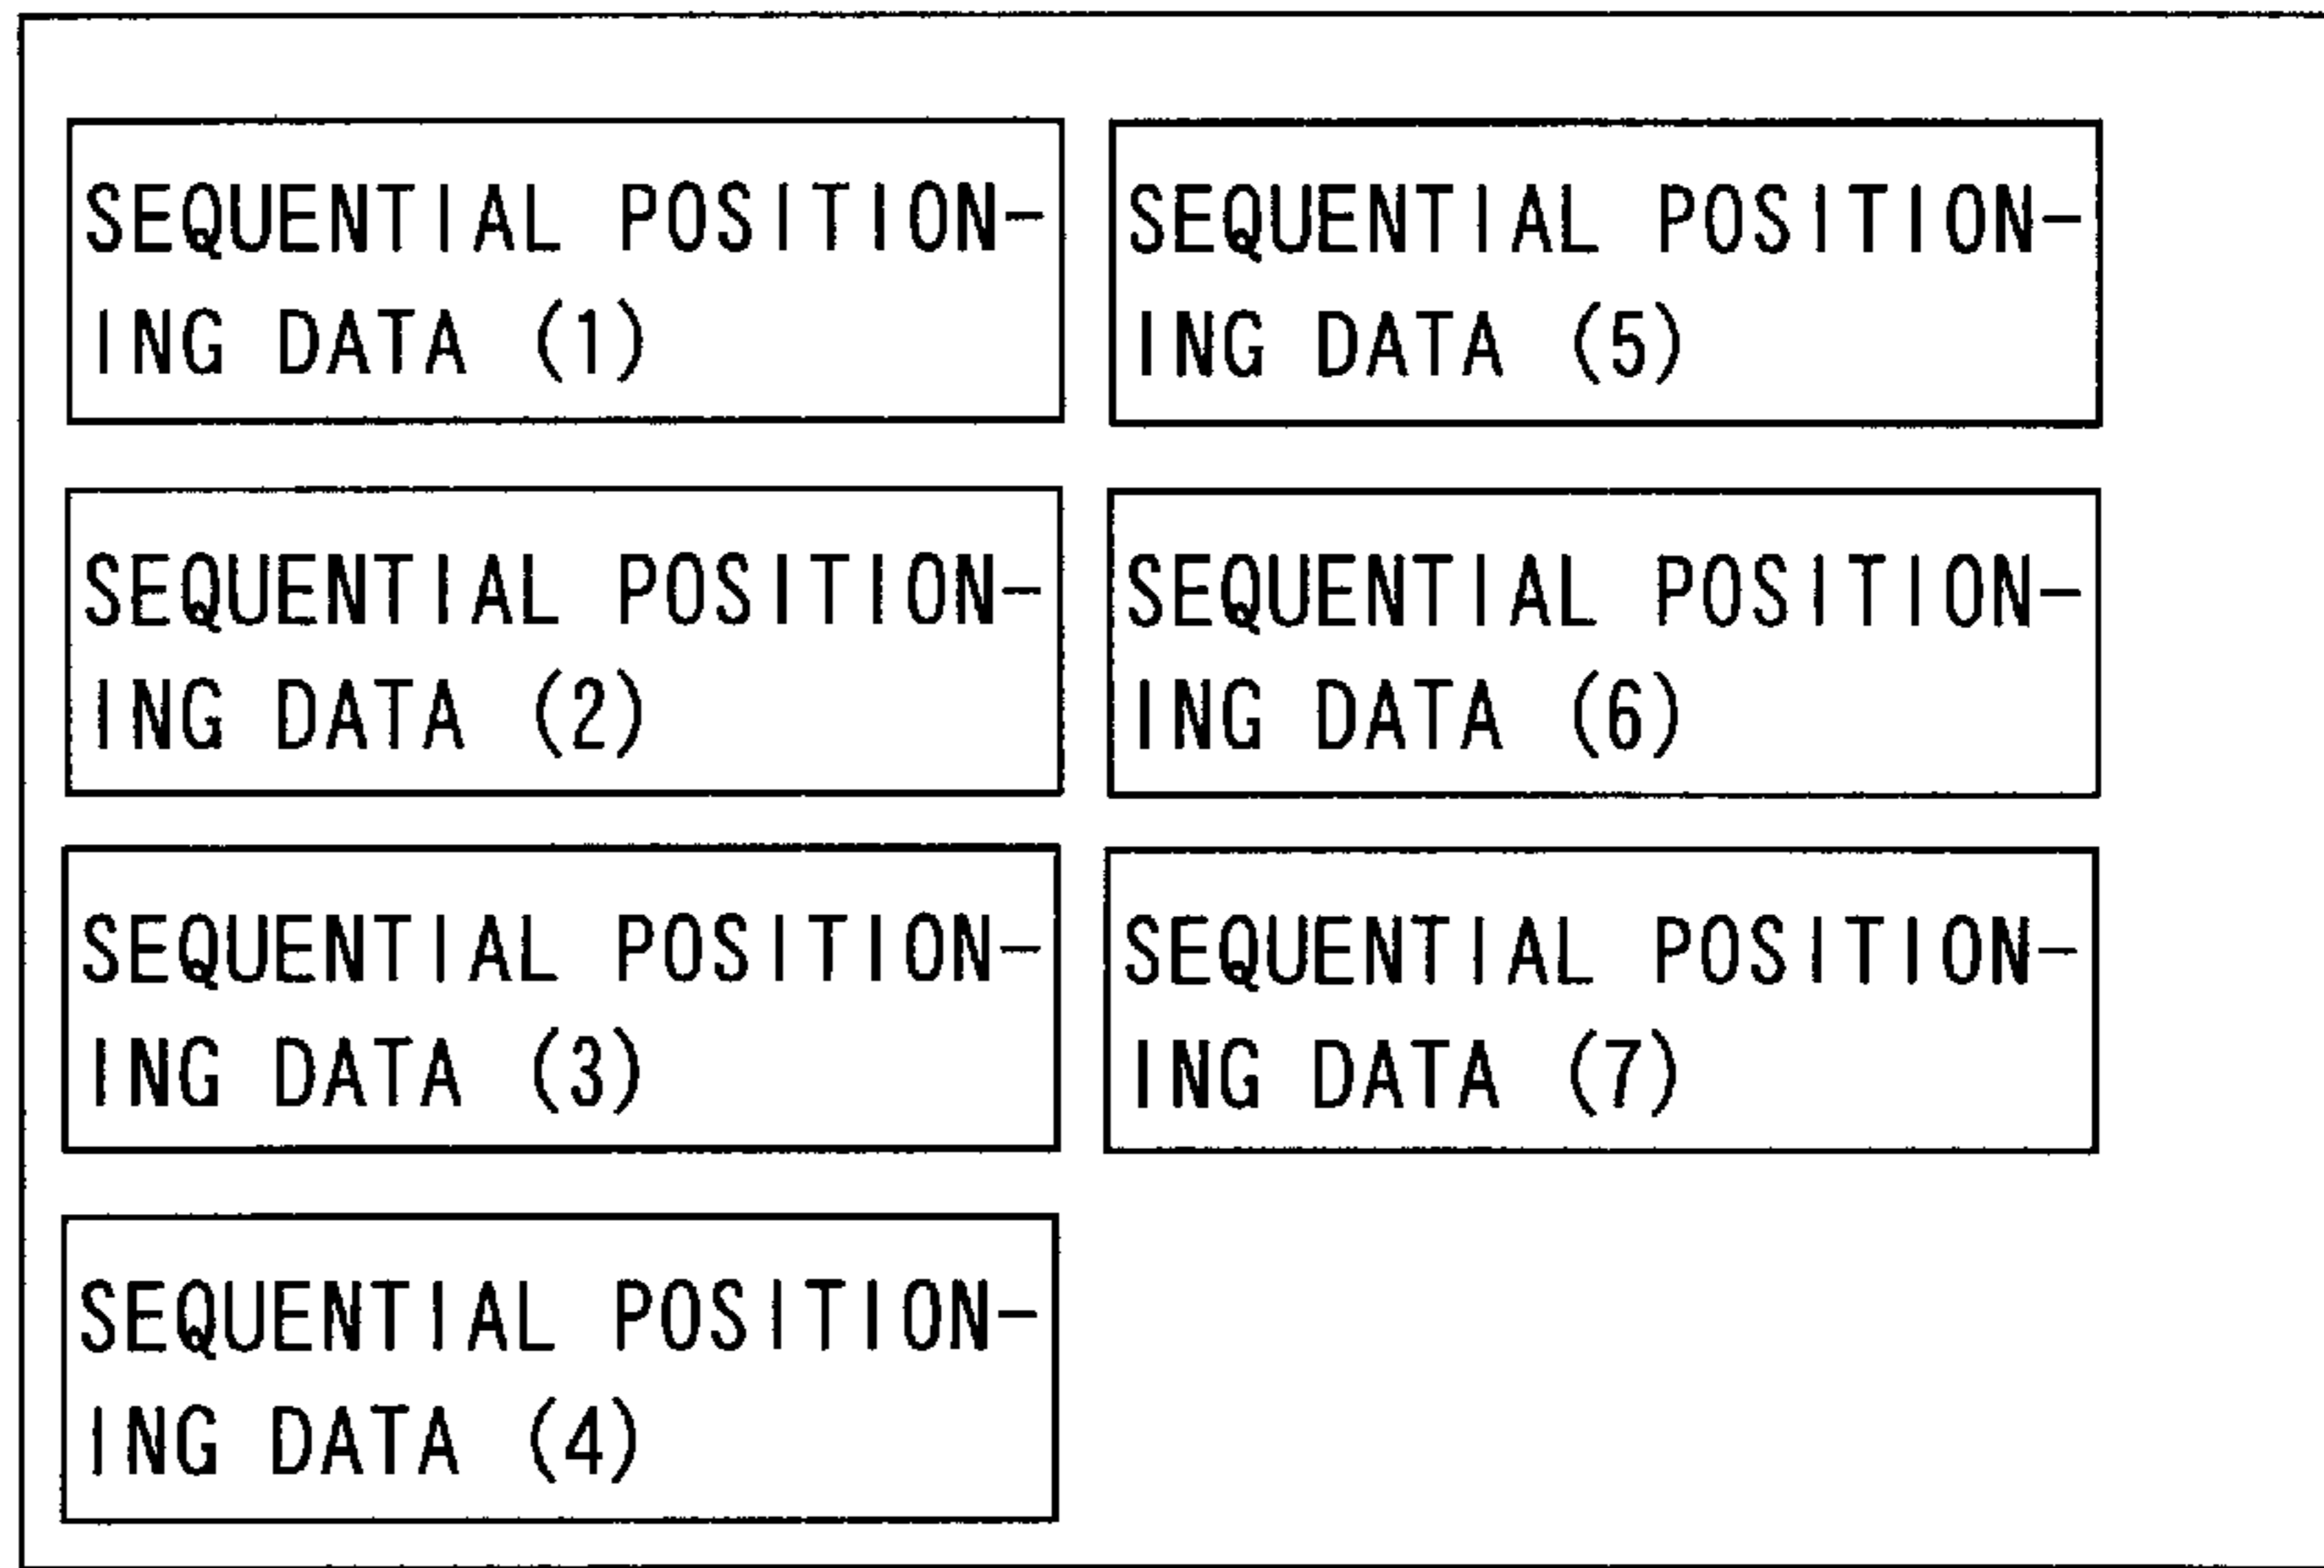 SEQUENTIAL POSITION-
ING DATA (1)
SEQUENTIAL POSITION-
ING DATA (2)
SEQUENTIAL POSITION-
ING DATA (3)
SEQUENTIAL POSITION-
ING DATA (4)
SEQUENTIAL POSITION-
ING DATA (5)
SEQUENTIAL POSITION-
ING DATA (6)
SEQUENTIAL POSITION-
ING DATA (7)